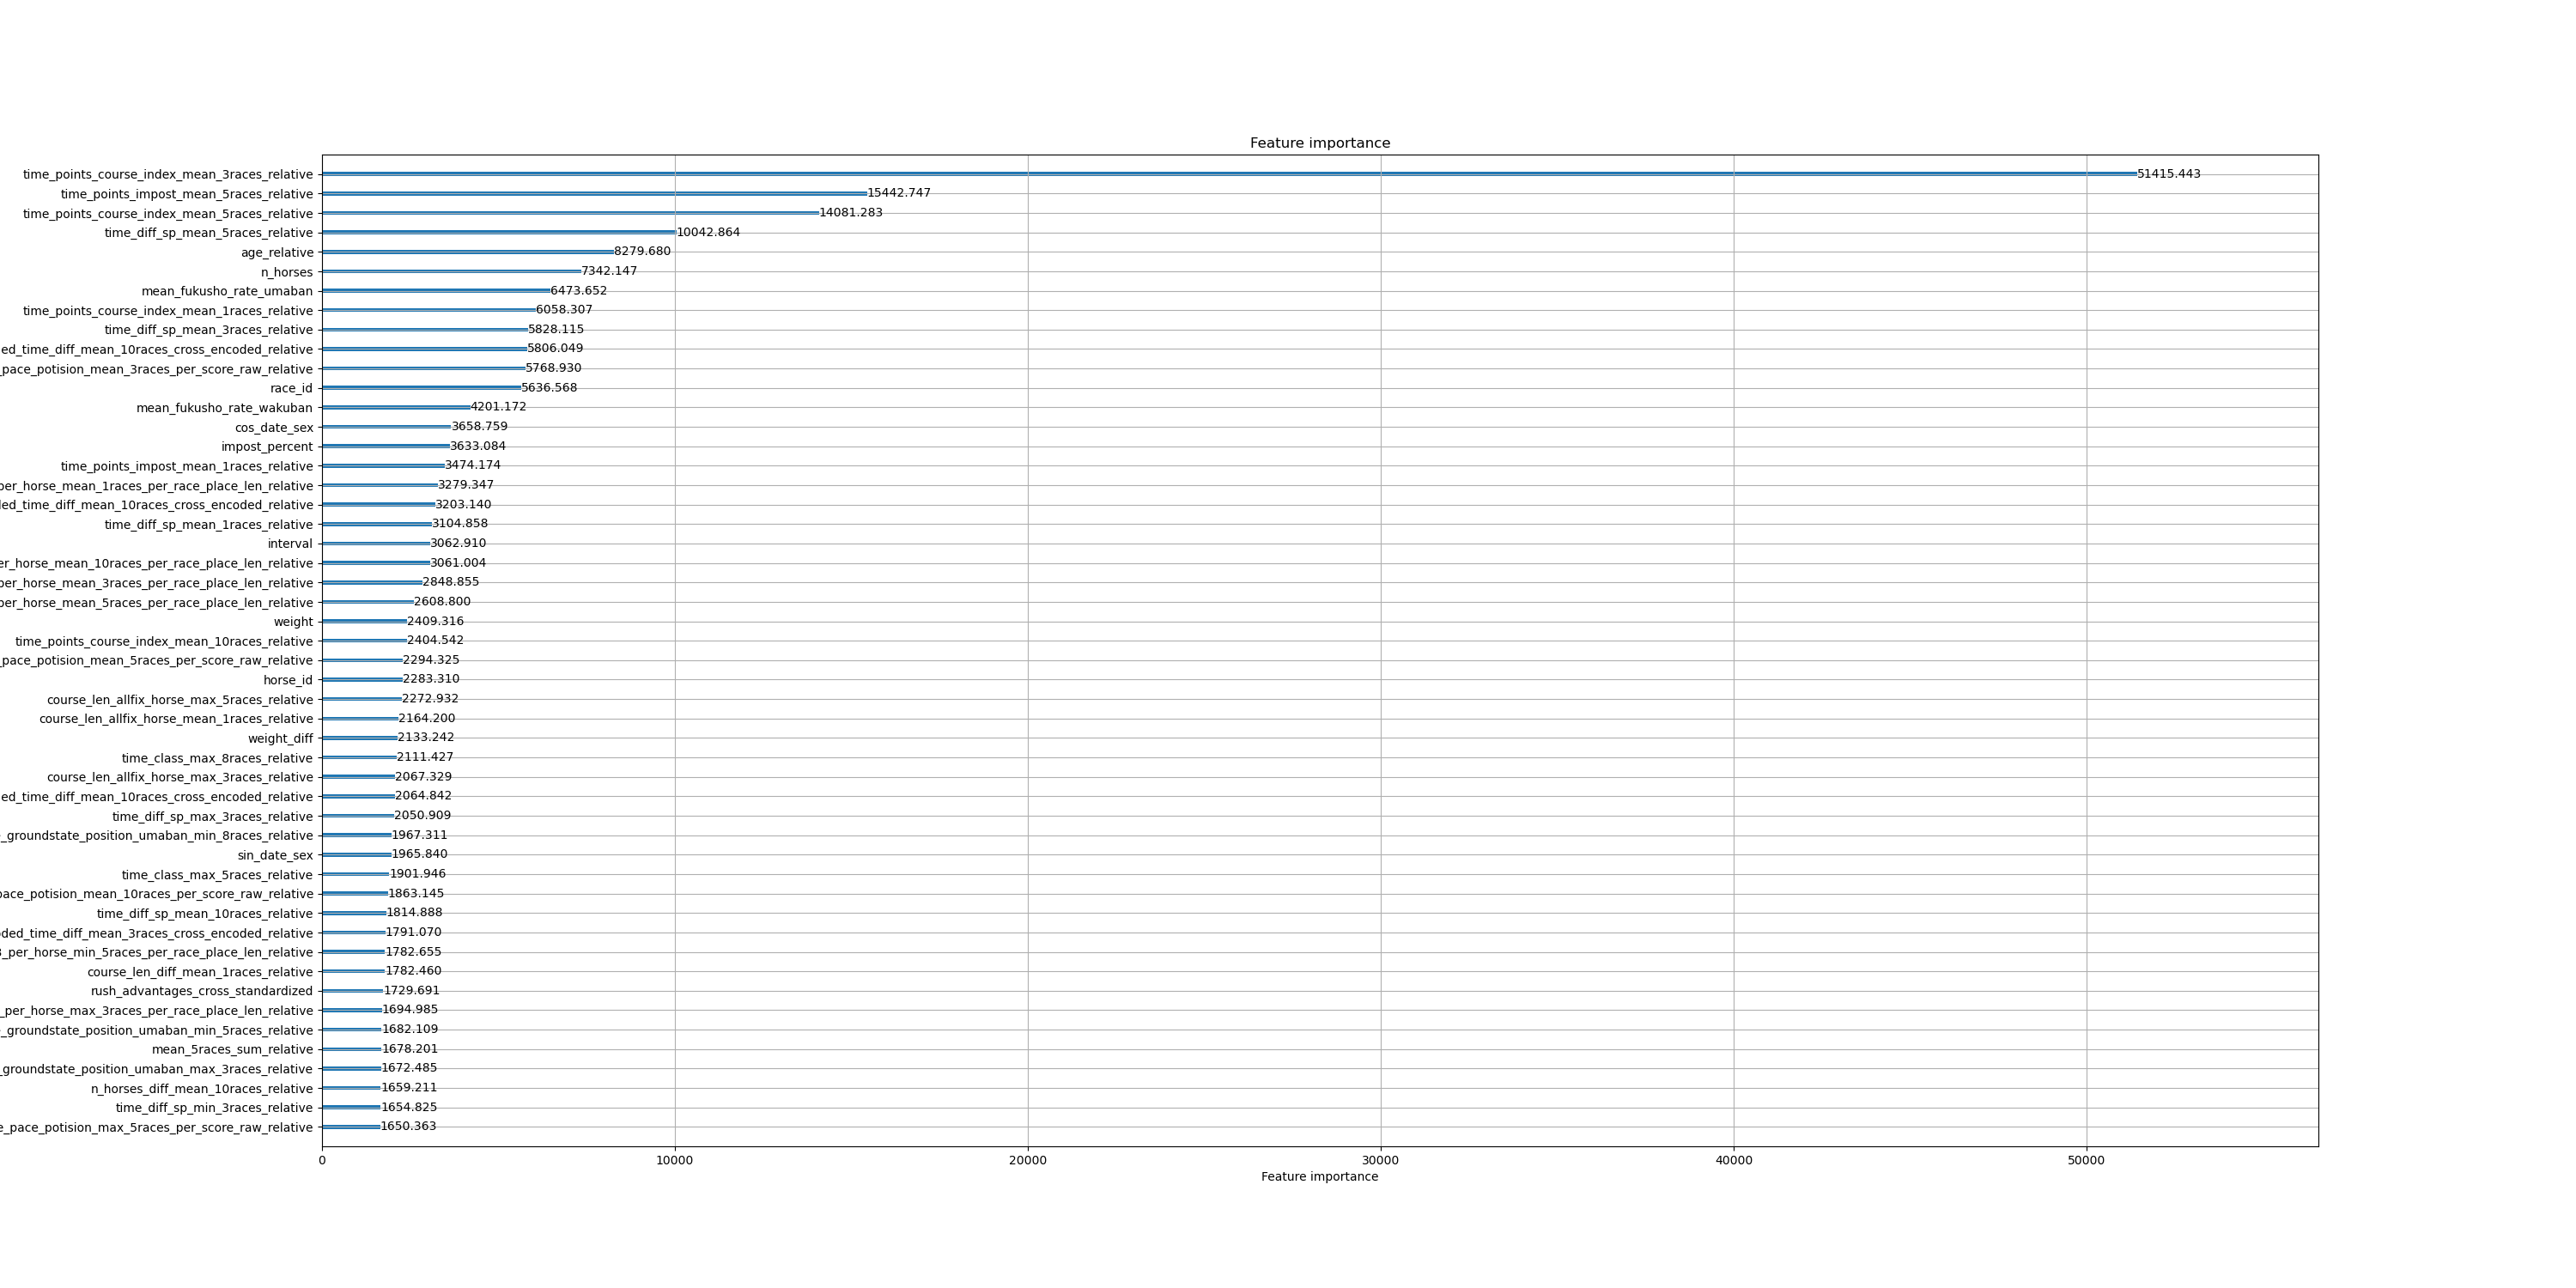 Feature importance
time_points_course_index_mean_3races_relative 51415.443
time_points_impost_mean_5races_relative 15442.747
time_points_course_index_mean_5races_relative 14081.283
time_diff_sp_mean_5races_relative 10042.864
age_relative 8279.680
n_horses 7342.147
mean_fukusho_rate_umaban 6473.652
time_points_course_index_mean_1races_relative 6058.307
time_diff_sp_mean_3races_relative 5828.115
ed_time_diff_mean_10races_cross_encoded_relative 5806.049
_pace_potision_mean_3races_per_score_raw_relative 5768.930
race_id 5636.568
mean_fukusho_rate_wakuban 4201.172
cos_date_sex 3658.759
impost_percent 3633.084
time_points_impost_mean_1races_relative 3474.174
per_horse_mean_1races_per_race_place_len_relative 3279.347
ed_time_diff_mean_10races_cross_encoded_relative 3203.140
time_diff_sp_mean_1races_relative 3104.858
interval 3062.910
er_horse_mean_10races_per_race_place_len_relative 3061.004
per_horse_mean_3races_per_race_place_len_relative 2848.855
per_horse_mean_5races_per_race_place_len_relative 2608.800
weight 2409.316
time_points_course_index_mean_10races_relative 2404.542
_pace_potision_mean_5races_per_score_raw_relative 2294.325
horse_id 2283.310
course_len_allfix_horse_max_5races_relative 2272.932
course_len_allfix_horse_mean_1races_relative 2164.200
weight_diff 2133.242
time_class_max_8races_relative 2111.427
course_len_allfix_horse_max_3races_relative 2067.329
ed_time_diff_mean_10races_cross_encoded_relative 2064.842
time_diff_sp_max_3races_relative 2050.909
_groundstate_position_umaban_min_8races_relative 1967.311
sin_date_sex 1965.840
time_class_max_5races_relative 1901.946
pace_potision_mean_10races_per_score_raw_relative 1863.145
time_diff_sp_mean_10races_relative 1814.888
ded_time_diff_mean_3races_cross_encoded_relative 1791.070
3_per_horse_min_5races_per_race_place_len_relative 1782.655
course_len_diff_mean_1races_relative 1782.460
rush_advantages_cross_standardized 1729.691
_per_horse_max_3races_per_race_place_len_relative 1694.985
_groundstate_position_umaban_min_5races_relative 1682.109
mean_5races_sum_relative 1678.201
_groundstate_position_umaban_max_3races_relative 1672.485
n_horses_diff_mean_10races_relative 1659.211
time_diff_sp_min_3races_relative 1654.825
e_pace_potision_max_5races_per_score_raw_relative 1650.363
0 10000 20000 30000 40000 50000
Feature importance